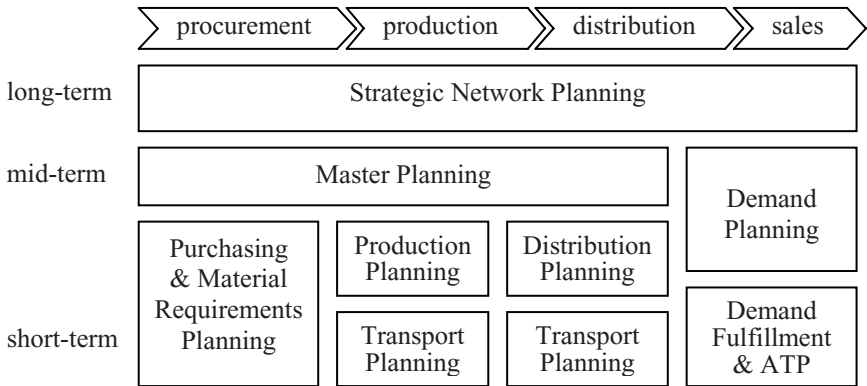 procurement
production
distribution
sales
long-term
Strategic Network Planning
mid-term
Master Planning
Demand
Planning
Purchasing
& Material
Requirements
Planning
Production
Planning
Distribution
Planning
short-term
Transport
Planning
Transport
Planning
Demand
Fulfillment
& ATP